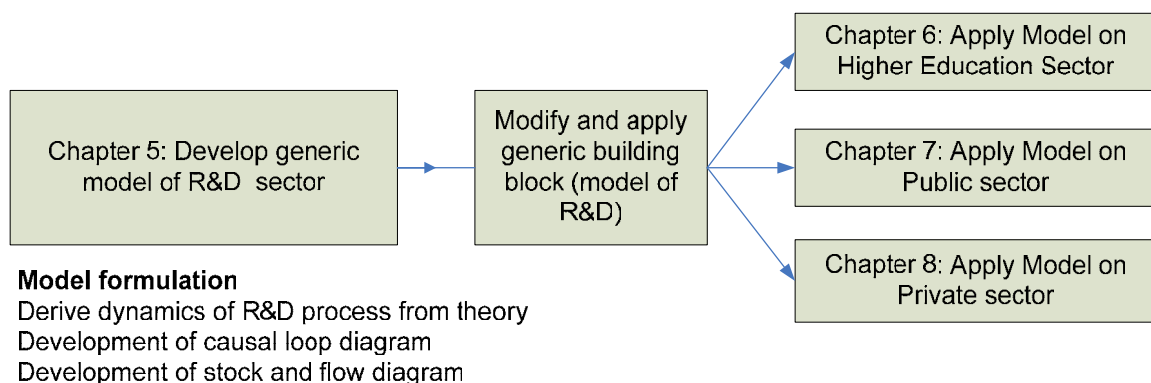 Chapter 5: Develop generic
model of R&D sector
Model formulation
Derive dynamics of R&D process from theory
Development of causal loop diagram
Development of stock and flow diagram
Modify and apply
generic building
block (model of
R&D)
Chapter 6: Apply Model on
Higher Education Sector
Chapter 7: Apply Model on
Public sector
Chapter 8: Apply Model on
Private sector